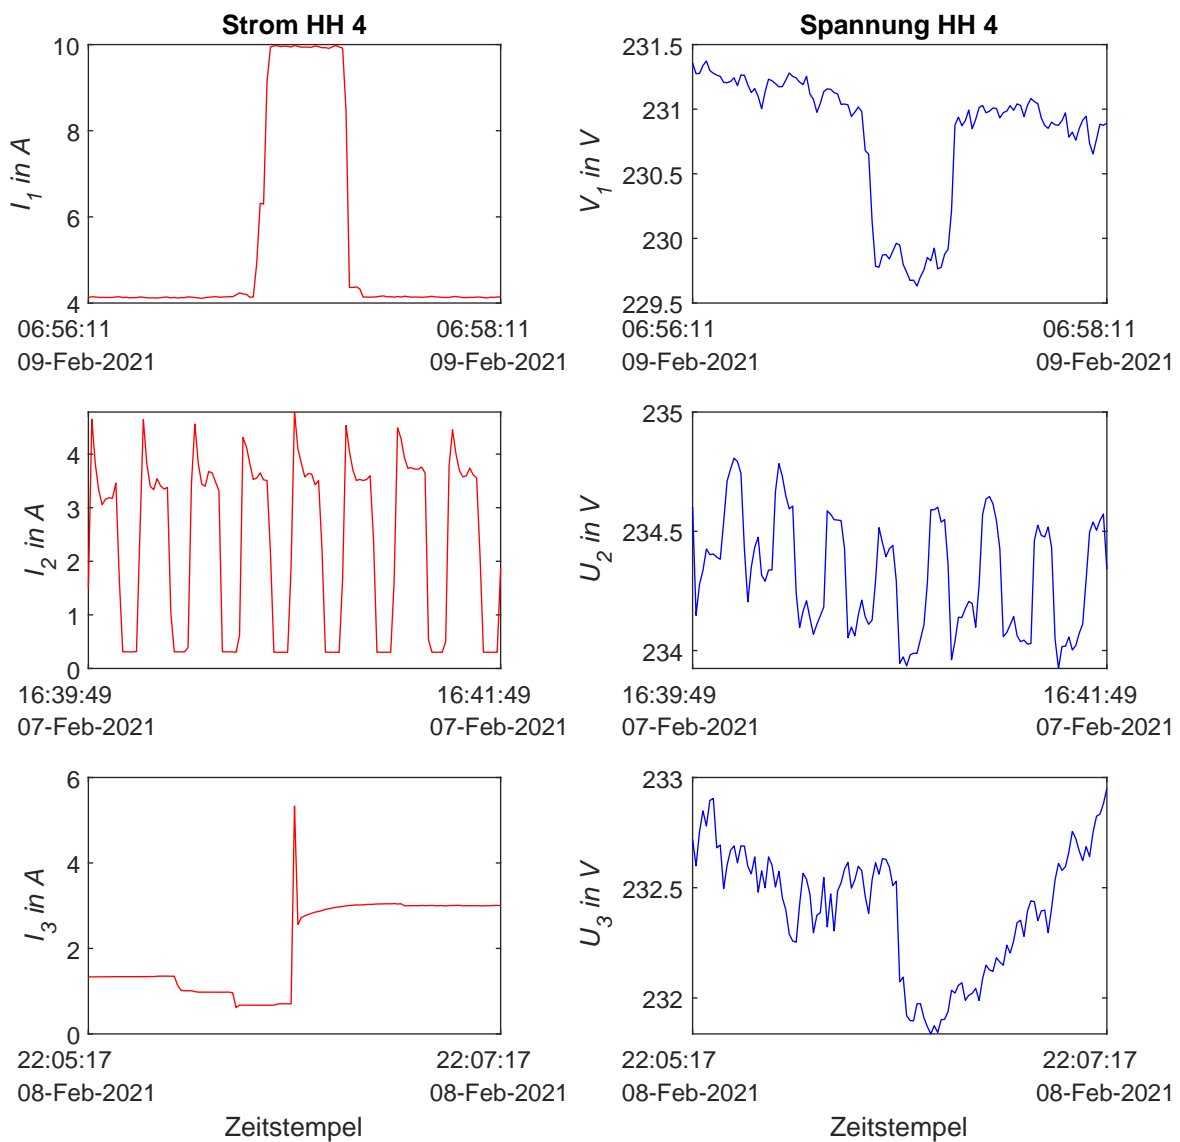 Strom HH 4
Spannung HH 4
10
8
6
4
I_1 in A
06:56:11
09-Feb-2021
06:58:11
09-Feb-2021
231.5
231
230.5
230
229.5
V_1 in V
06:56:11
09-Feb-2021
06:58:11
09-Feb-2021
4
3
2
1
0
I_2 in A
16:39:49
07-Feb-2021
16:41:49
07-Feb-2021
235
234.5
234
U_2 in V
16:39:49
07-Feb-2021
16:41:49
07-Feb-2021
6
4
2
0
I_3 in A
22:05:17
08-Feb-2021
22:07:17
08-Feb-2021
Zeitstempel
233
232.5
232
U_3 in V
22:05:17
08-Feb-2021
22:07:17
08-Feb-2021
Zeitstempel